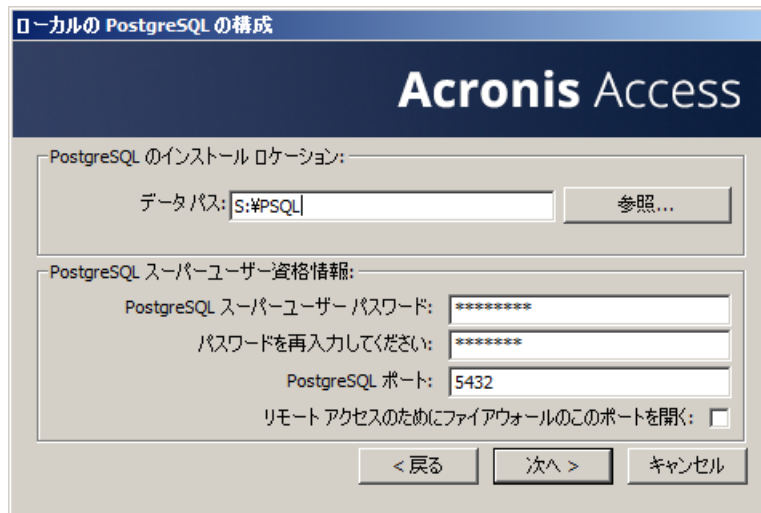 ローカルの PostgreSQL の構成
Acronis Access
PostgreSQL のインストール ロケーション:
データ パス: S:¥PSQL 参照...
PostgreSQL スーパーユーザー資格情報:
PostgreSQL スーパーユーザー パスワード: ********
パスワードを再入力してください: *******
PostgreSQL ポート: 5432
リモート アクセスのためにファイアウォールのこのポートを開く:
< 戻る 次へ > キャンセル